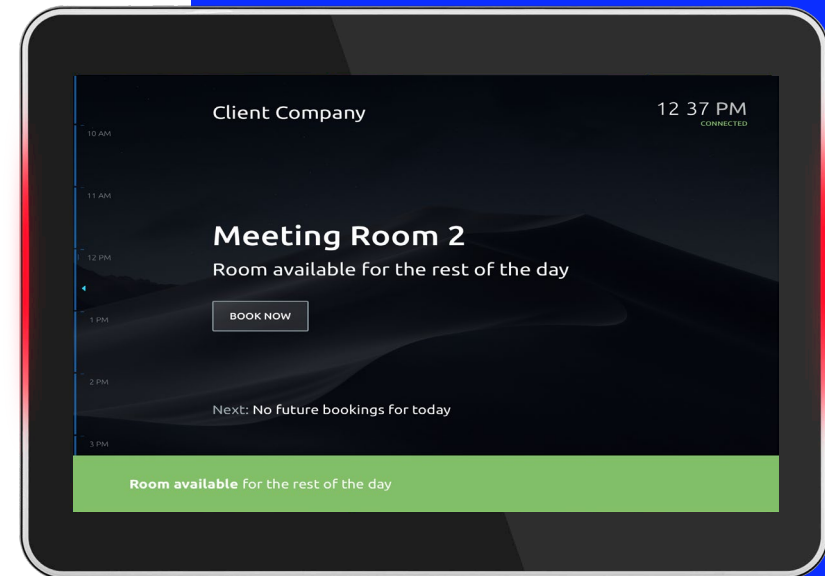 Client Company
12 37 PM
CONNECTED
10 AM
11 AM
12 PM
1 PM
2 PM
3 PM
Meeting Room 2
Room available for the rest of the day
BOOK NOW
Next: No future bookings for today
Room available for the rest of the day